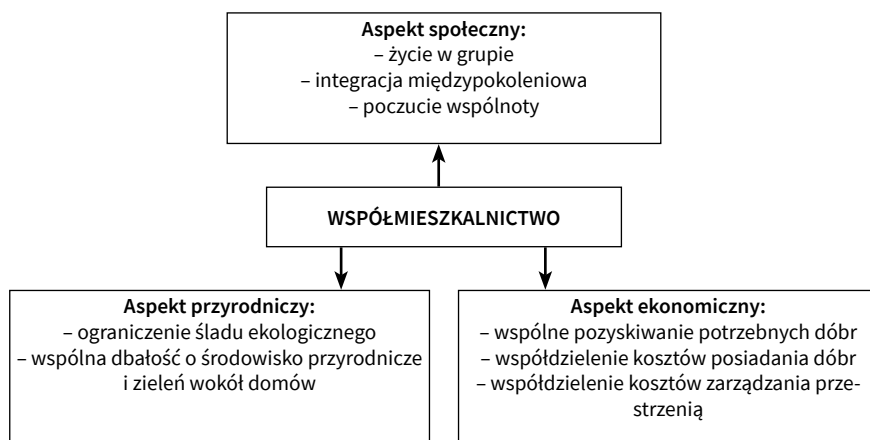 Aspekt społeczny:
– życie w grupie
– integracja międzypokoleniowa
– poczucie wspólnoty
WSPÓŁMIESZKALNICTWO
Aspekt przyrodniczy:
– ograniczenie śladu ekologicznego
– wspólna dbałość o środowisko przyrodnicze
i zieleń wokół domów
Aspekt ekonomiczny:
– wspólne pozyskiwanie potrzebnych dóbr
– współdzielenie kosztów posiadania dóbr
– współdzielenie kosztów zarządzania prze-
strzenią